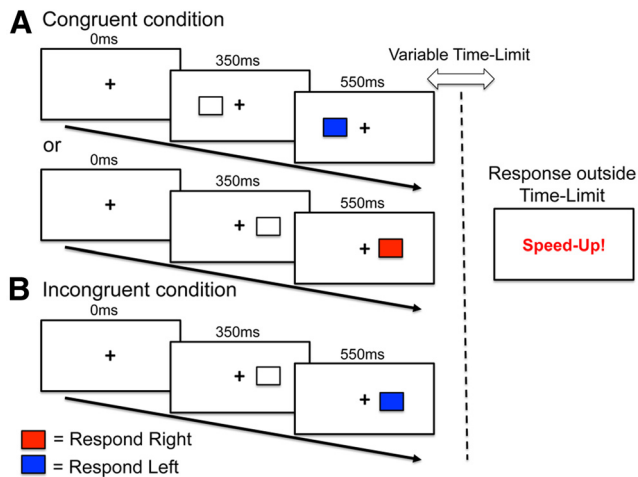 A Congruent condition
0ms
350ms
550ms
Variable Time-Limit
or
0ms
350ms
550ms
Response outside
Time-Limit
Speed-Up!
B Incongruent condition
0ms
350ms
550ms
= Respond Right
= Respond Left